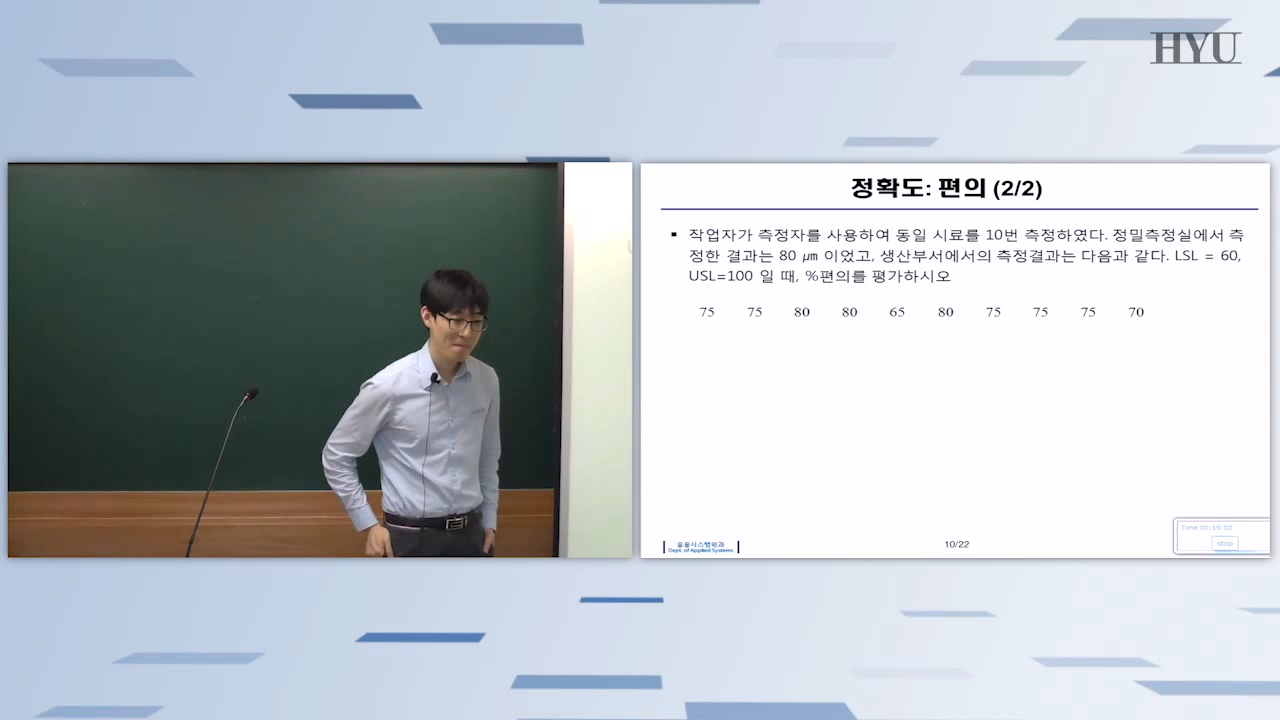 HYU
정확도: 편의 (2/2)
▪ 작업자가 측정자를 사용하여 동일 시료를 10번 측정하였다. 정밀측정실에서 측
정한 결과는 80 ㎛ 이었고, 생산부서에서의 측정결과는 다음과 같다. LSL = 60,
USL=100 일 때, %편의를 평가하시오
75 75 80 80 65 80 75 75 75 70
응용시스템학과
Dept. of Applied Systems
10/22
Time 00:19:02
stop